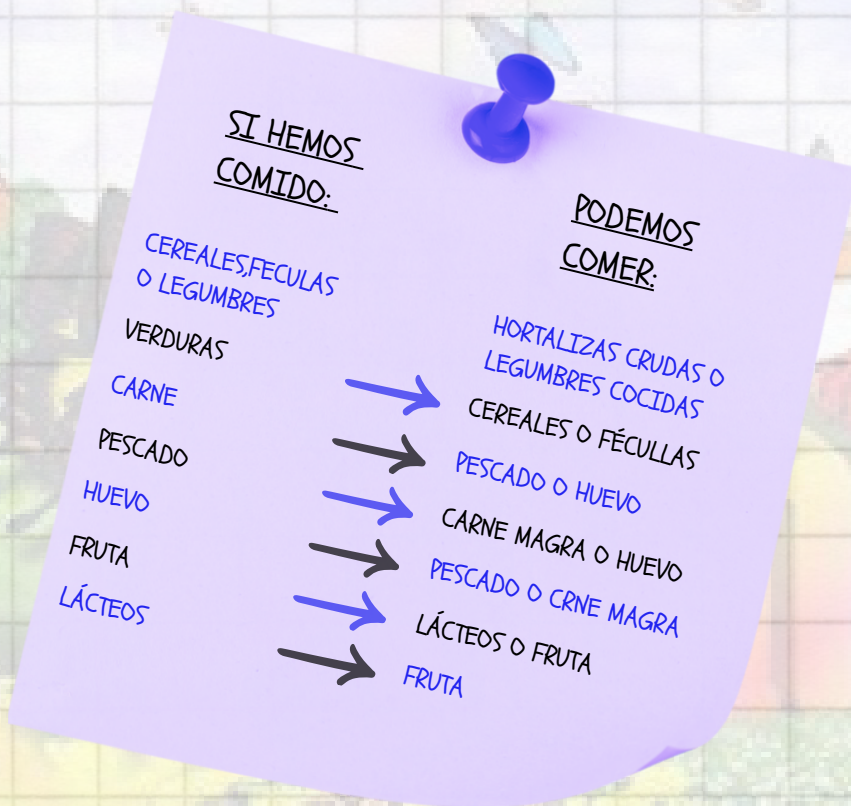 SI HEMOS
COMIDO:
CEREALES,FECULAS
O LEGUMBRES
VERDURAS
CARNE
PESCADO
HUEVO
FRUTA
LÁCTEOS
PODEMOS
COMER:
HORTALIZAS CRUDAS O
LEGUMBRES COCIDAS
CEREALES O FÉCULLAS
PESCADO O HUEVO
CARNE MAGRA O HUEVO
PESCADO O CRNE MAGRA
LÁCTEOS O FRUTA
FRUTA